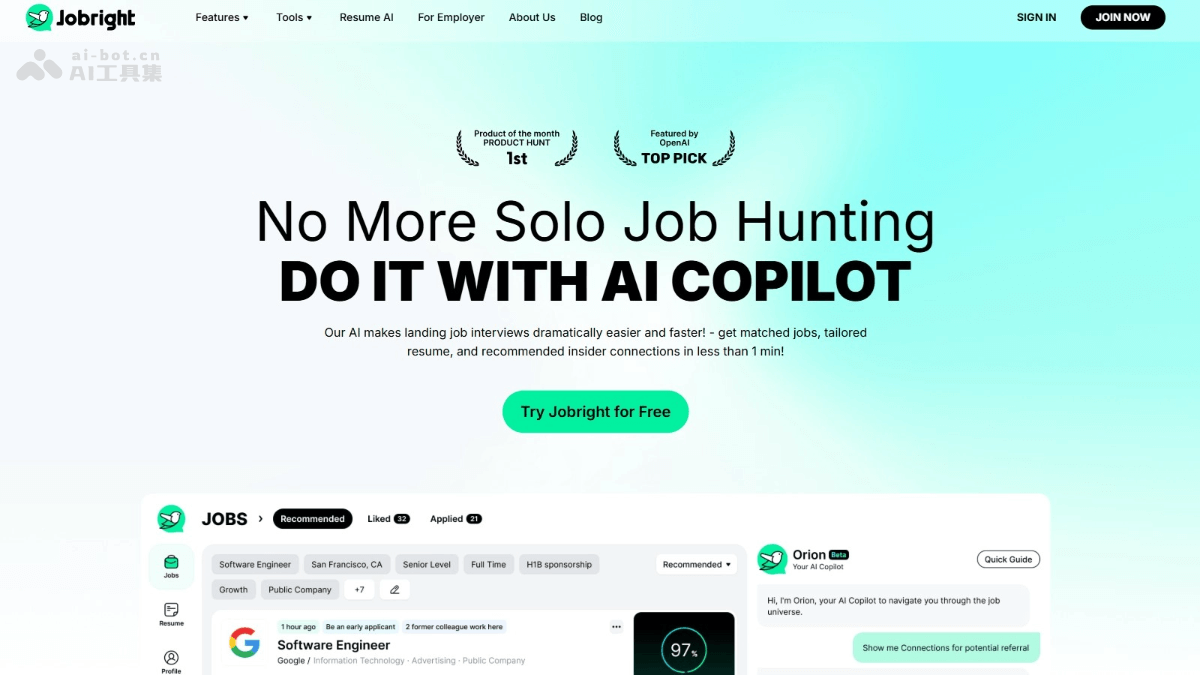 Jobright
Features ▾
Tools ▾
Resume AI
For Employer
About Us
Blog
SIGN IN
JOIN NOW
ai-bot.cn
AI工具集
Product of the month
PRODUCT HUNT
1st
Featured by
OpenAI
TOP PICK
No More Solo Job Hunting
DO IT WITH AI COPILOT
Our AI makes landing job interviews dramatically easier and faster! - get matched jobs, tailored
resume, and recommended insider connections in less than 1 min!
Try Jobright for Free
JOBS >
Recommended
Liked 32
Applied 21
Jobs
Resume
Profile
Software Engineer
San Francisco, CA
Senior Level
Full Time
H1B sponsorship
Recommended ▾
Growth
Public Company
+7
1 hour ago
Be an early applicant
2 former colleague work here
•••
Software Engineer
Google / Information Technology · Advertising · Public Company
97%
Orion Beta
Your AI Copilot
Quick Guide
Hi, I'm Orion, your AI Copilot to navigate you through the job
universe.
Show me Connections for potential referral